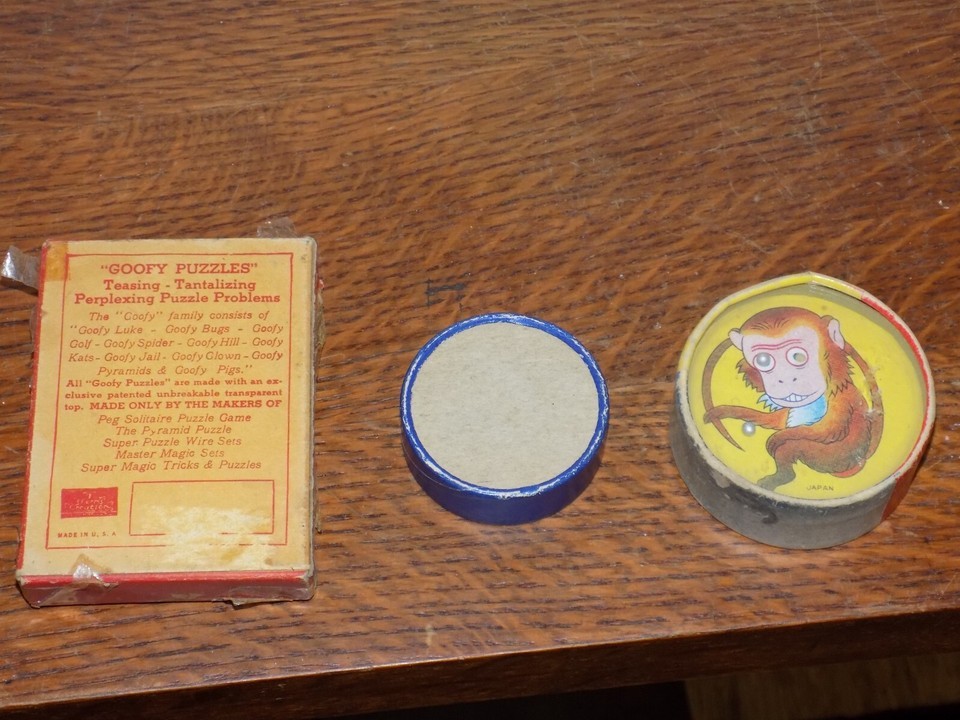 "GOOFY PUZZLES"
Teasing - Tantalizing
Perplexing Puzzle Problems
The "Goofy" family consists of
"Goofy Luke - Goofy Bugs - Goofy
Golf - Goofy Spider - Goofy Hill - Goofy
Kats - Goofy Jail - Goofy Clown - Goofy
Pyramids & Goofy Pigs."
All "Goofy Puzzles" are made with an ex-
clusive patented unbreakable transparent
top. MADE ONLY BY THE MAKERS OF
Peg Solitaire Puzzle Game
The Pyramid Puzzle
Super Puzzle Wire Sets
Master Magic Sets
Super Magic Tricks & Puzzles
MADE IN U. S. A
JAPAN